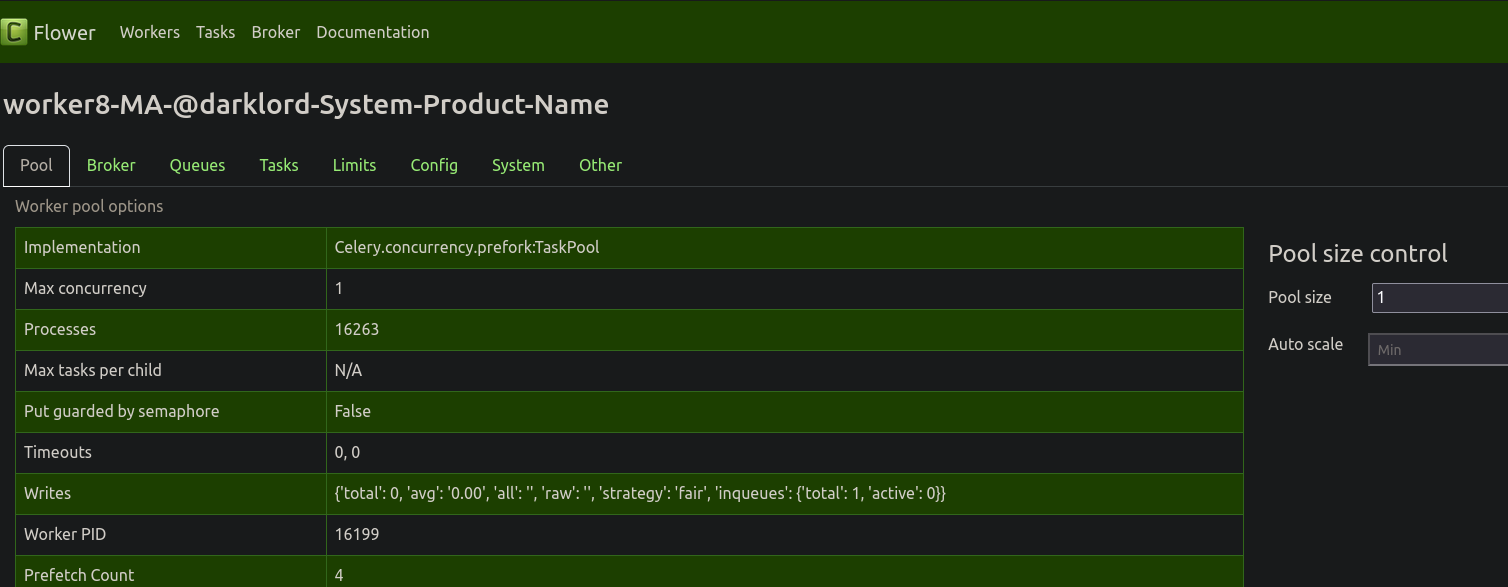 C Flower Workers Tasks Broker Documentation
worker8-MA-@darklord-System-Product-Name
Pool Broker Queues Tasks Limits Config System Other
Worker pool options
Implementation Celery.concurrency.prefork:TaskPool
Max concurrency 1
Processes 16263
Max tasks per child N/A
Put guarded by semaphore False
Timeouts 0, 0
Writes {'total': 0, 'avg': '0.00', 'all': '', 'raw': '', 'strategy': 'fair', 'inqueues': {'total': 1, 'active': 0}}
Worker PID 16199
Prefetch Count 4
Pool size control
Pool size 1
Auto scale Min